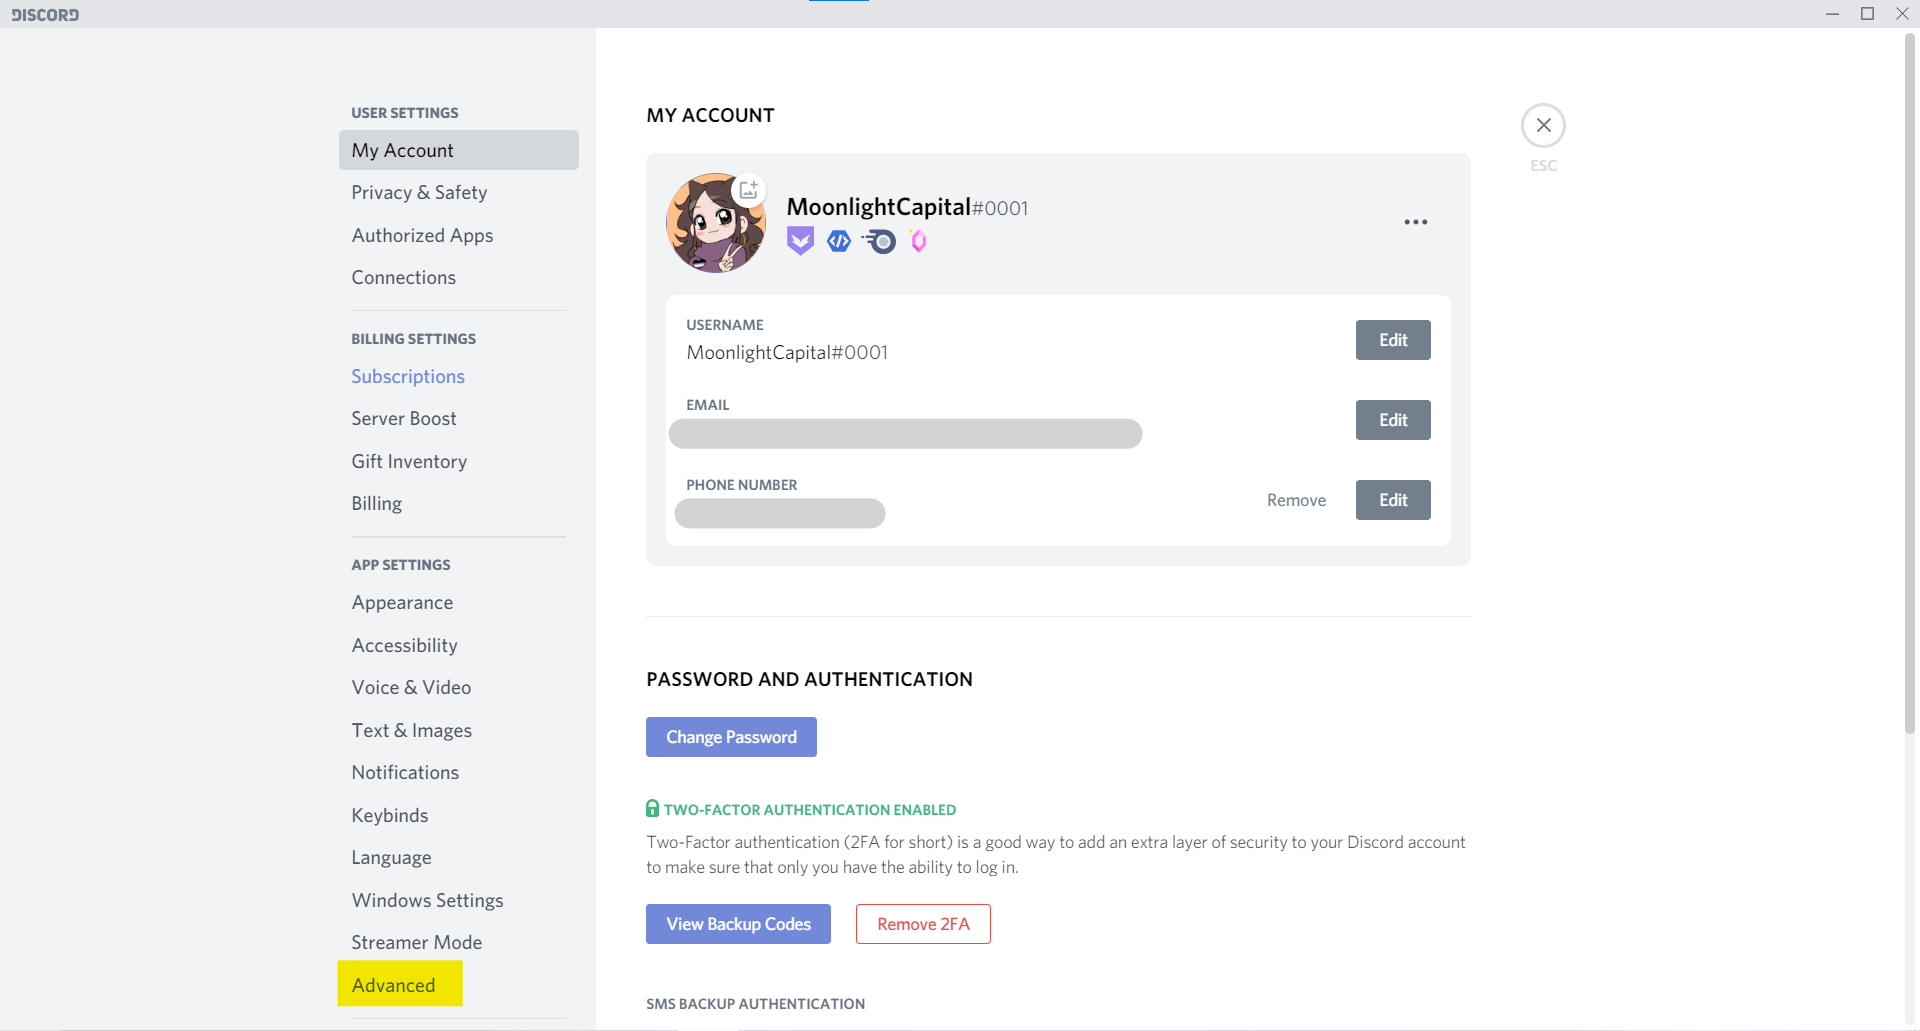 DISCORD
USER SETTINGS
My Account
Privacy & Safety
Authorized Apps
Connections
BILLING SETTINGS
Subscriptions
Server Boost
Gift Inventory
Billing
APP SETTINGS
Appearance
Accessibility
Voice & Video
Text & Images
Notifications
Keybinds
Language
Windows Settings
Streamer Mode
Advanced
MY ACCOUNT
ESC
MoonlightCapital#0001
USERNAME
MoonlightCapital#0001
Edit
EMAIL
Edit
PHONE NUMBER
Remove
Edit
PASSWORD AND AUTHENTICATION
Change Password
TWO-FACTOR AUTHENTICATION ENABLED
Two-Factor authentication (2FA for short) is a good way to add an extra layer of security to your Discord account
to make sure that only you have the ability to log in.
View Backup Codes
Remove 2FA
SMS BACKUP AUTHENTICATION